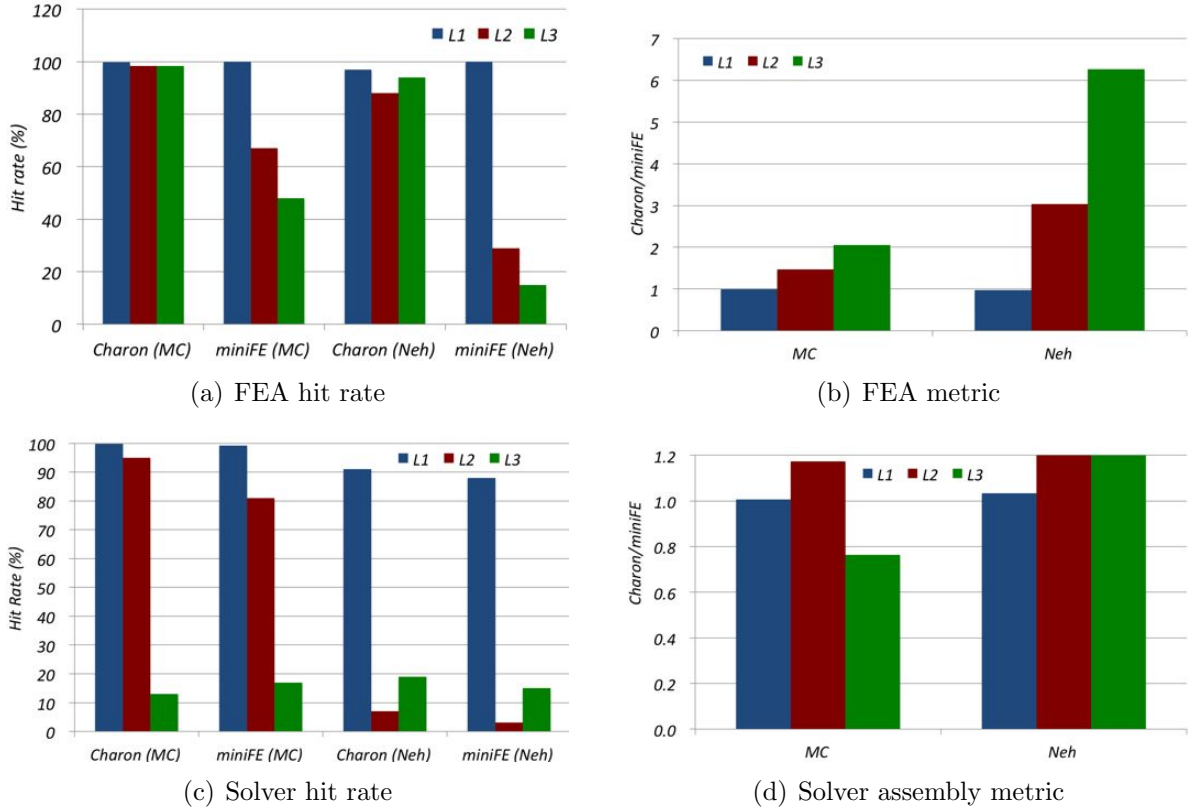 120
100
80
60
40
20
0
Hit rate (%)
L1 L2 L3
Charon (MC) miniFE (MC) Charon (Neh) miniFE (Neh)
(a) FEA hit rate
7
6
5
4
3
2
1
0
Charon/miniFE
L1 L2 L3
MC Neh
(b) FEA metric
100
90
80
70
60
50
40
30
20
10
0
Hit Rate (%)
L1 L2 L3
Charon (MC) miniFE (MC) Charon (Neh) miniFE (Neh)
(c) Solver hit rate
1.2
1.0
0.8
0.6
0.4
0.2
0.0
Charon/miniFE
L1 L2 L3
MC Neh
(d) Solver assembly metric